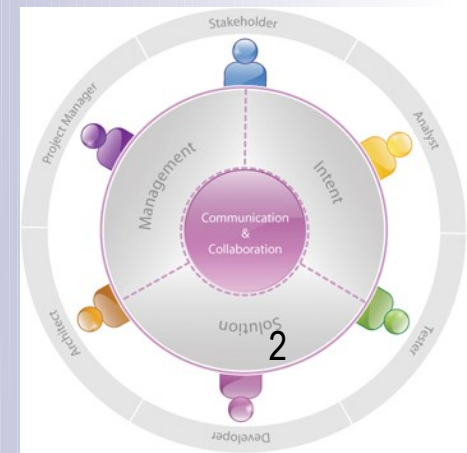 Stakeholder
Project Manager
Analyst
Management
Intent
Communication
&
Collaboration
Solution
2
Architect
Tester
Developer